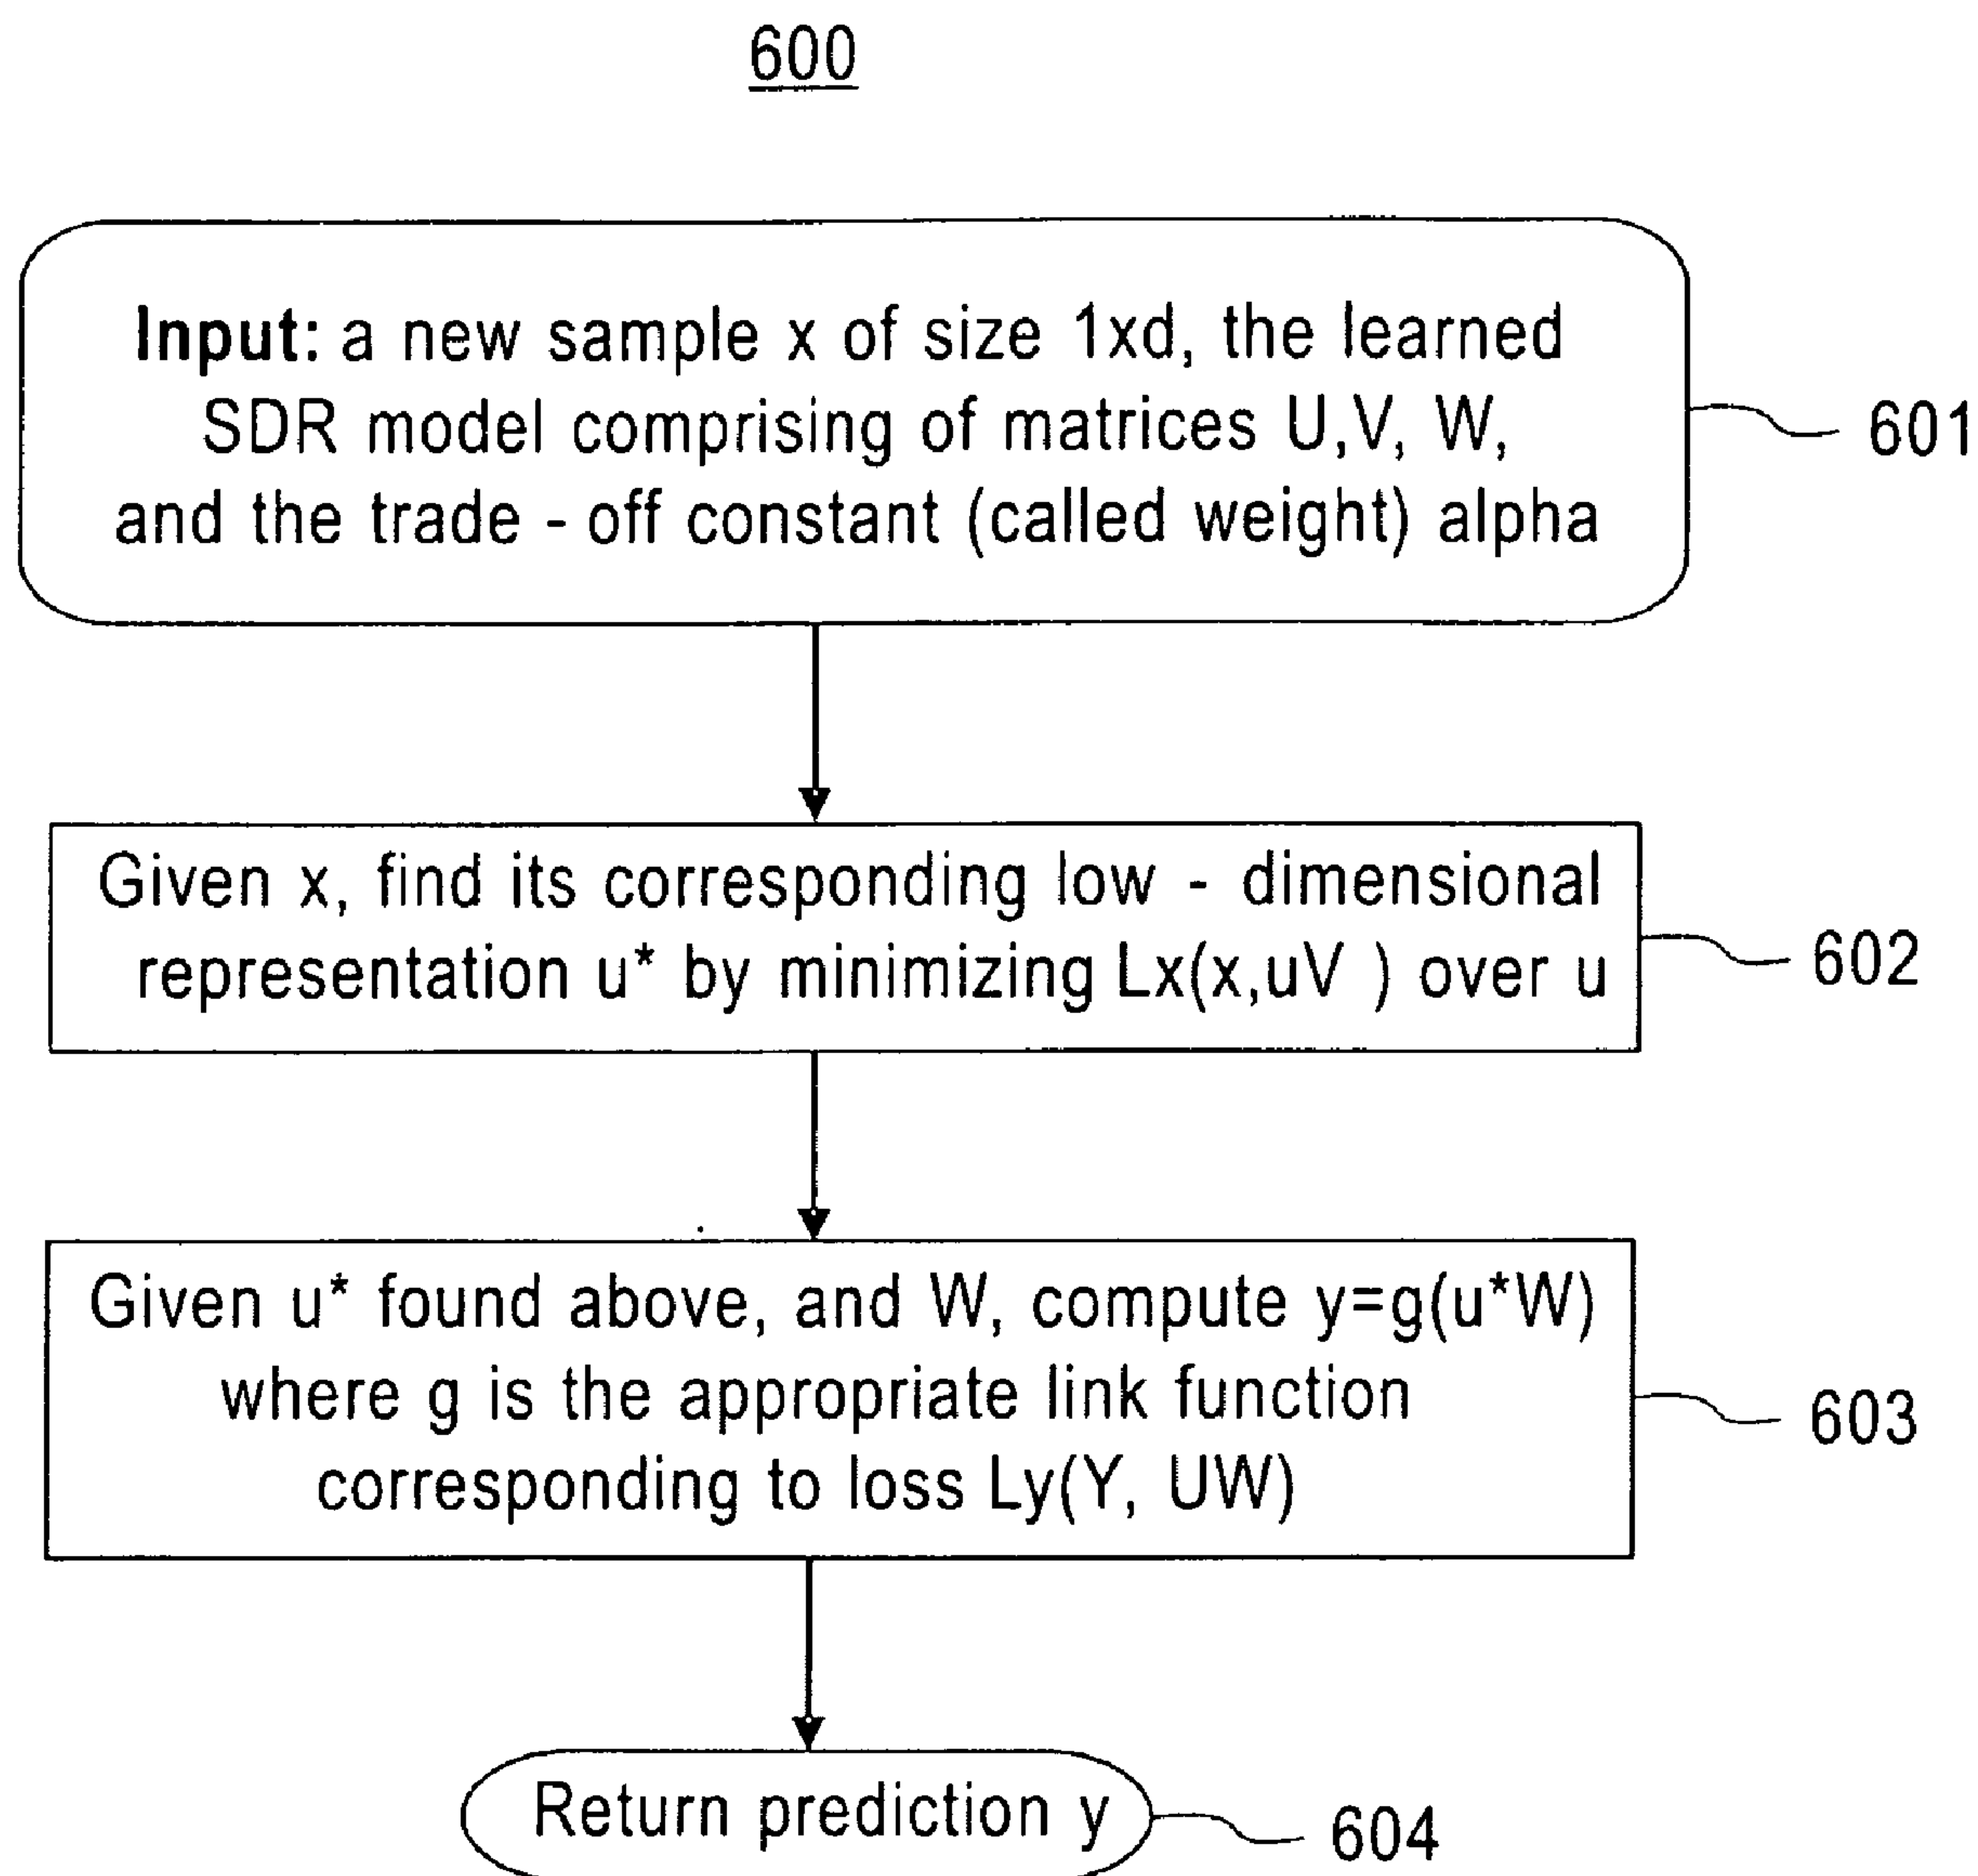 600
Input: a new sample x of size 1xd, the learned
SDR model comprising of matrices U,V, W,
and the trade - off constant (called weight) alpha
601
Given x, find its corresponding low - dimensional
representation u* by minimizing Lx(x,uV ) over u
602
Given u* found above, and W, compute y=g(u*W)
where g is the appropriate link function
corresponding to loss Ly(Y, UW)
603
Return prediction y
604